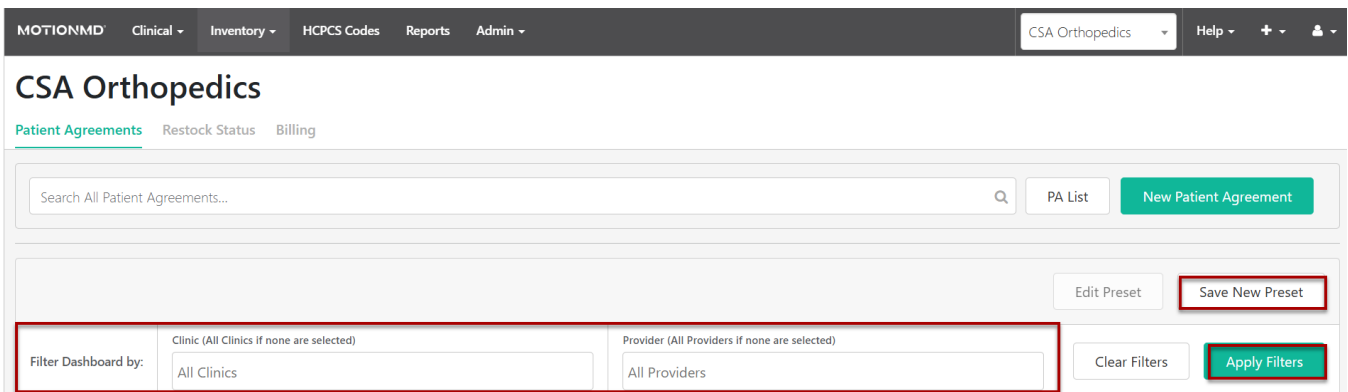 MOTIONMD® Clinical Inventory HCPCS Codes Reports Admin CSA Orthopedics Help
CSA Orthopedics
Patient Agreements Restock Status Billing
Search All Patient Agreements... PA List New Patient Agreement
Edit Preset Save New Preset
Filter Dashboard by: Clinic (All Clinics if none are selected) Provider (All Providers if none are selected) Clear Filters Apply Filters
All Clinics All Providers